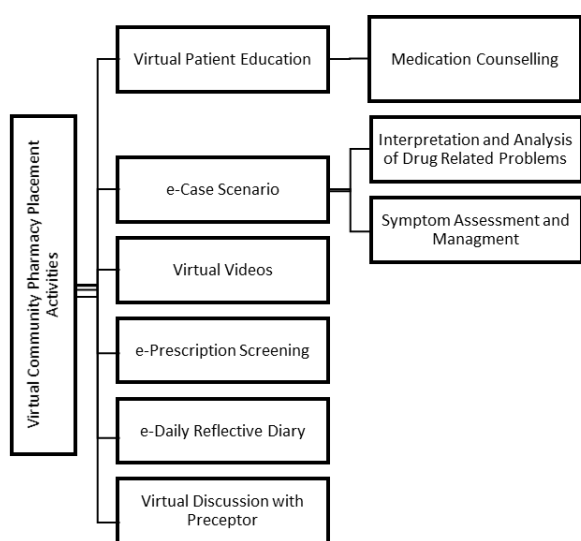 Virtual Community Pharmacy Placement
Activities
Virtual Patient Education
Medication Counselling
e-Case Scenario
Interpretation and Analysis
of Drug Related Problems
Symptom Assessment and
Managment
Virtual Videos
e-Prescription Screening
e-Daily Reflective Diary
Virtual Discussion with
Preceptor